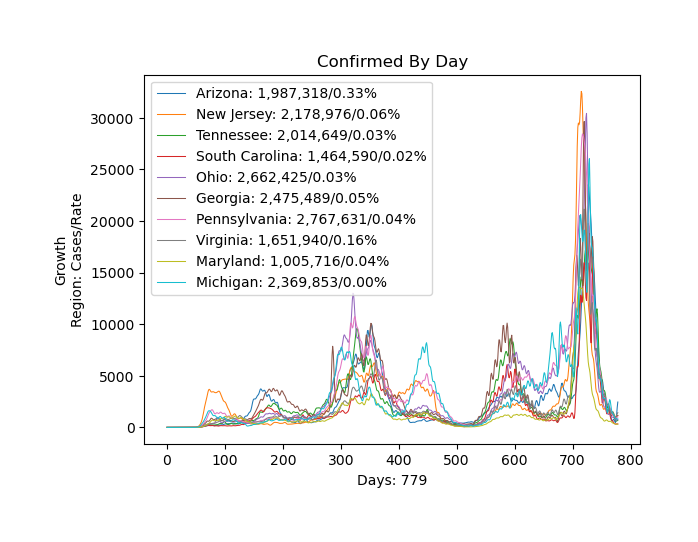 Confirmed By Day
Growth
Region: Cases/Rate
30000
25000
20000
15000
10000
5000
0
Arizona: 1,987,318/0.33%
New Jersey: 2,178,976/0.06%
Tennessee: 2,014,649/0.03%
South Carolina: 1,464,590/0.02%
Ohio: 2,662,425/0.03%
Georgia: 2,475,489/0.05%
Pennsylvania: 2,767,631/0.04%
Virginia: 1,651,940/0.16%
Maryland: 1,005,716/0.04%
Michigan: 2,369,853/0.00%
0 100 200 300 400 500 600 700 800
Days: 779